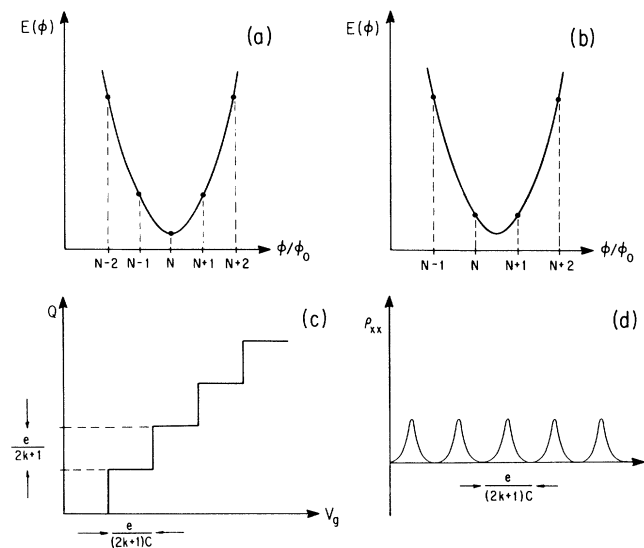 E(ϕ)
(a)
N-2 N-1 N N+1 N+2 ϕ/ϕ₀
E(ϕ)
(b)
N-1 N N+1 N+2 ϕ/ϕ₀
Q
(c)
e
2k+1
e
(2k+1)C
Vg
ρxx
(d)
e
(2k+1)C